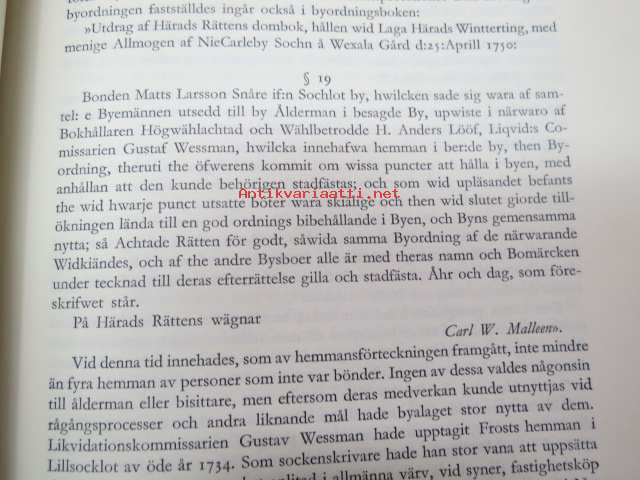 byordningen fastställdes ingår också i byordningsboken:
»Utdrag af Härads Rättens dombok, hållen wid Laga Härads Wintterting, med
menige Allmogen af NieCarleby Sochn å Wexala Gård d:25:Aprill 1750:
§ 19
Bonden Matts Larsson Snåre if:n Sochlot by, hwilcken sade sig wara af sam-
tel: e Byemännen utsedd till by Ålderman i besagde By, upwiste i närwaro af
Bokhållaren Högwählachtad och Wählbetrodde H. Anders Lööf, Liqvid:s Co-
missarien Gustaf Wessman, hwilcka innehafwa hemman i ber:de by, then By-
ordning, theruti the öfwerens kommit om wissa puncter att hålla i byen, med
anhållan att den kunde behörigen stadfästas; och som wid upläsandet befants
Antikvariaatti.net
the wid hwarje punct utsatte böter wara skiälige och then wid slutet giorde till-
ökningen lända till en god ordnings bibehållande i Byen, och Byns gemensamma
nytta; så Achtade Rätten för godt, såwida samma Byordning af de närwarande
Widkiändes, och af the andre Bysboer alle är med theras namn och Bomärcken
under tecknad till deras efterrättelse gilla och stadfästa. Åhr och dag, som före-
skrifwet står.
På Härads Rättens wägnar
Carl W. Malleen».
Vid denna tid innehades, som av hemmansförteckningen framgått, inte mindre
än fyra hemman av personer som inte var bönder. Ingen av dessa valdes någonsin
till ålderman eller bisittare, men eftersom deras medverkan kunde utnyttjas vid
rågångsprocesser och andra liknande mål hade byalaget stor nytta av dem.
Likvidationskommissarien Gustav Wessman hade upptagit Frosts hemman i
Lillsocklot av öde år 1734. Som sockenskrivare hade han stor vana att uppsätta
i allmänna värv, vid syner, fastighetsköp